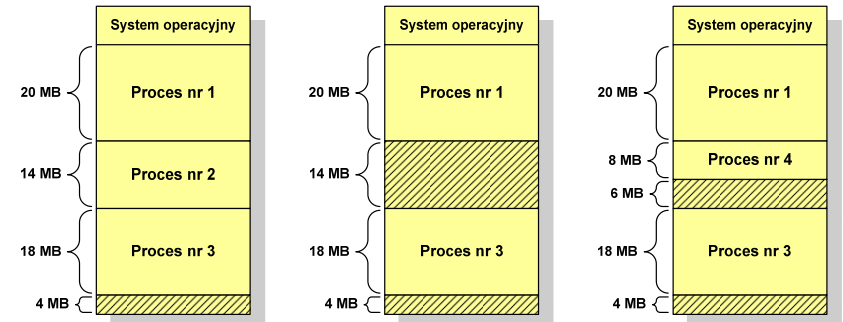 System operacyjny
20 MB
Proces nr 1
14 MB
Proces nr 2
18 MB
Proces nr 3
4 MB
System operacyjny
20 MB
Proces nr 1
14 MB
18 MB
Proces nr 3
4 MB
System operacyjny
20 MB
Proces nr 1
8 MB
Proces nr 4
6 MB
18 MB
Proces nr 3
4 MB